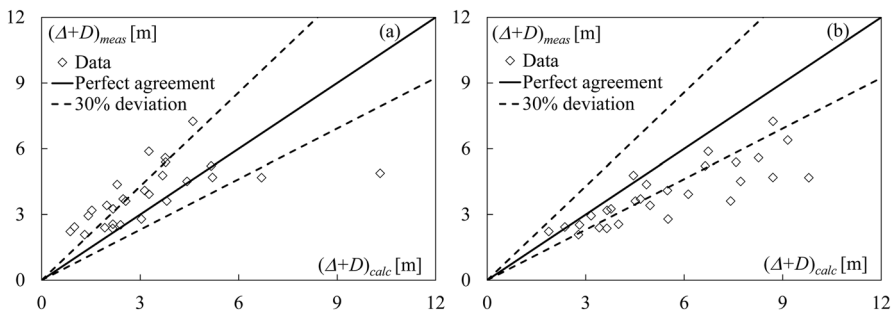 12
(Δ+D)meas [m]
(a)
Data
Perfect agreement
30% deviation
9
6
3
0
(Δ+D)calc [m]
0 3 6 9 12
12
(Δ+D)meas [m]
(b)
Data
Perfect agreement
30% deviation
9
6
3
0
(Δ+D)calc [m]
0 3 6 9 12